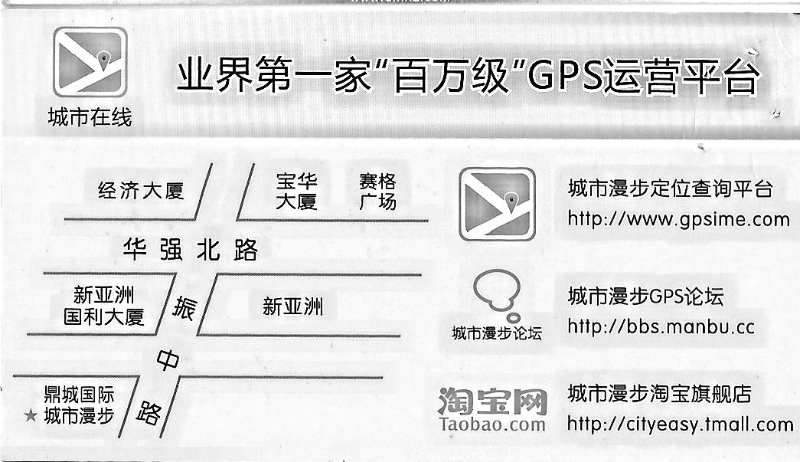 城市在线
业界第一家"百万级"GPS运营平台
经济大厦
宝华
大厦
赛格
广场
华强北路
新亚洲
国利大厦
振中路
新亚洲
鼎城国际
★城市漫步
城市漫步定位查询平台
http://www.gpsime.com
城市漫步论坛
城市漫步GPS论坛
http://bbs.manbu.cc
淘宝网
Taobao.com
城市漫步淘宝旗舰店
http://cityeasy.tmall.com